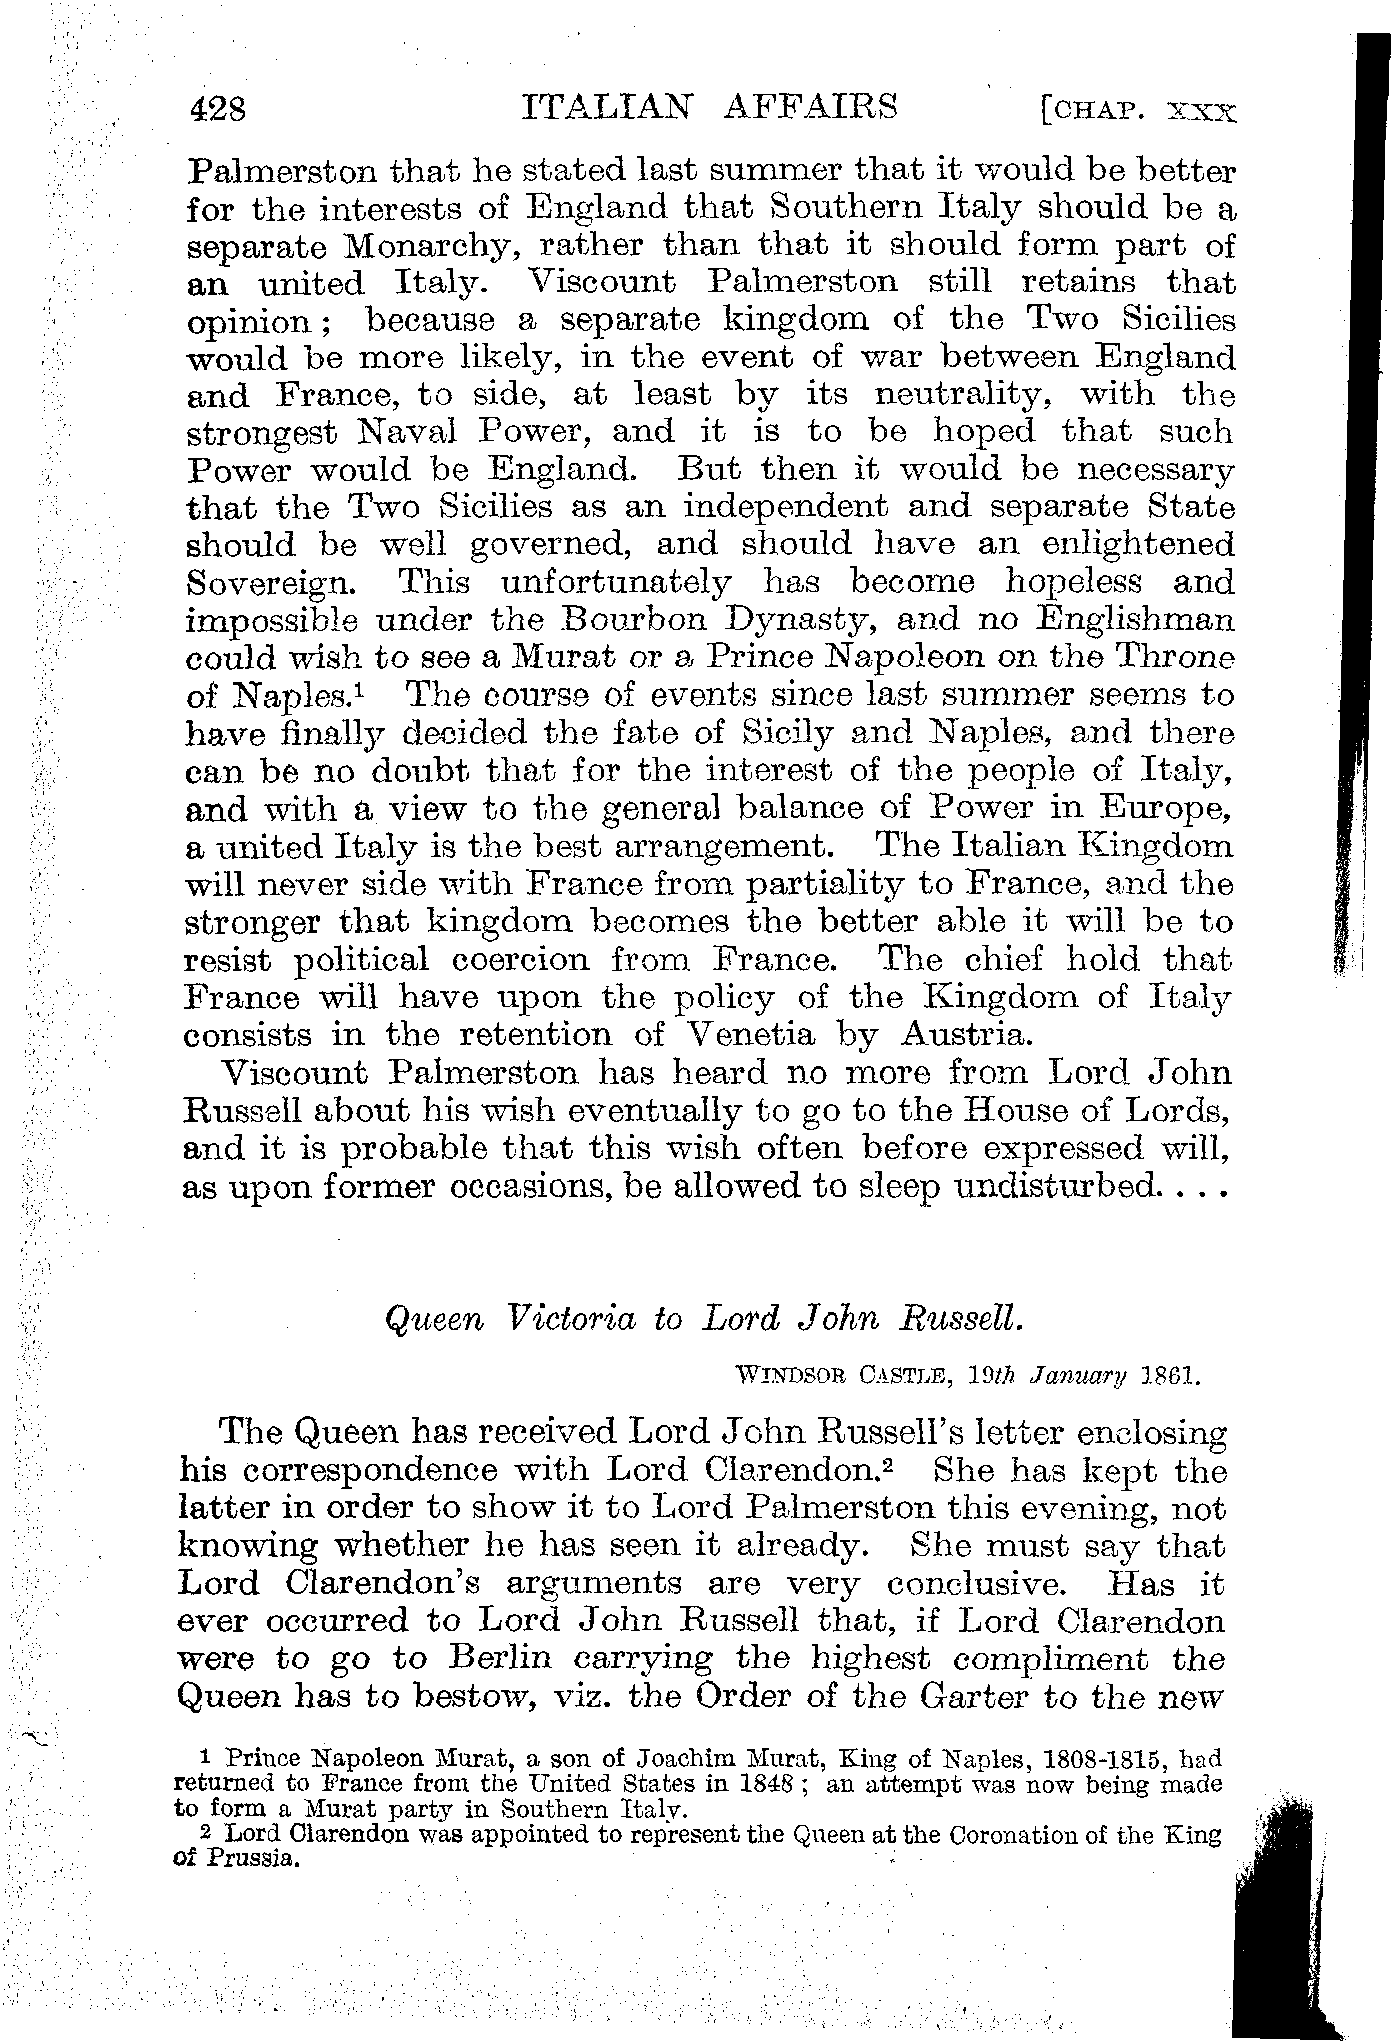 428 ITALIAN AFFAIRS [CHAP. XXX
Palmerston that he stated last summer that it would be better
for the interests of England that Southern Italy should be a
separate Monarchy, rather than that it should form part of
an united Italy. Viscount Palmerston still retains that
opinion ; because a separate kingdom of the Two Sicilies
would be more likely, in the event of war between England
and France, to side, at least by its neutrality, with the
strongest Naval Power, and it is to be hoped that such
Power would be England. But then it would be necessary
that the Two Sicilies as an independent and separate State
should be well governed, and should have an enlightened
Sovereign. This unfortunately has become hopeless and
impossible under the Bourbon Dynasty, and no Englishman
could wish to see a Murat or a Prince Napoleon on the Throne
of Naples.¹ The course of events since last summer seems to
have finally decided the fate of Sicily and Naples, and there
can be no doubt that for the interest of the people of Italy,
and with a view to the general balance of Power in Europe,
a united Italy is the best arrangement. The Italian Kingdom
will never side with France from partiality to France, and the
stronger that kingdom becomes the better able it will be to
resist political coercion from France. The chief hold that
France will have upon the policy of the Kingdom of Italy
consists in the retention of Venetia by Austria.
Viscount Palmerston has heard no more from Lord John
Russell about his wish eventually to go to the House of Lords,
and it is probable that this wish often before expressed will,
as upon former occasions, be allowed to sleep undisturbed. . . .
Queen Victoria to Lord John Russell.
WINDSOR CASTLE, 19th January 1861.
The Queen has received Lord John Russell's letter enclosing
his correspondence with Lord Clarendon.² She has kept the
latter in order to show it to Lord Palmerston this evening, not
knowing whether he has seen it already. She must say that
Lord Clarendon's arguments are very conclusive. Has it
ever occurred to Lord John Russell that, if Lord Clarendon
were to go to Berlin carrying the highest compliment the
Queen has to bestow, viz. the Order of the Garter to the new
1 Prince Napoleon Murat, a son of Joachim Murat, King of Naples, 1808-1815, had
returned to France from the United States in 1848 ; an attempt was now being made
to form a Murat party in Southern Italy.
2 Lord Clarendon was appointed to represent the Queen at the Coronation of the King
of Prussia.